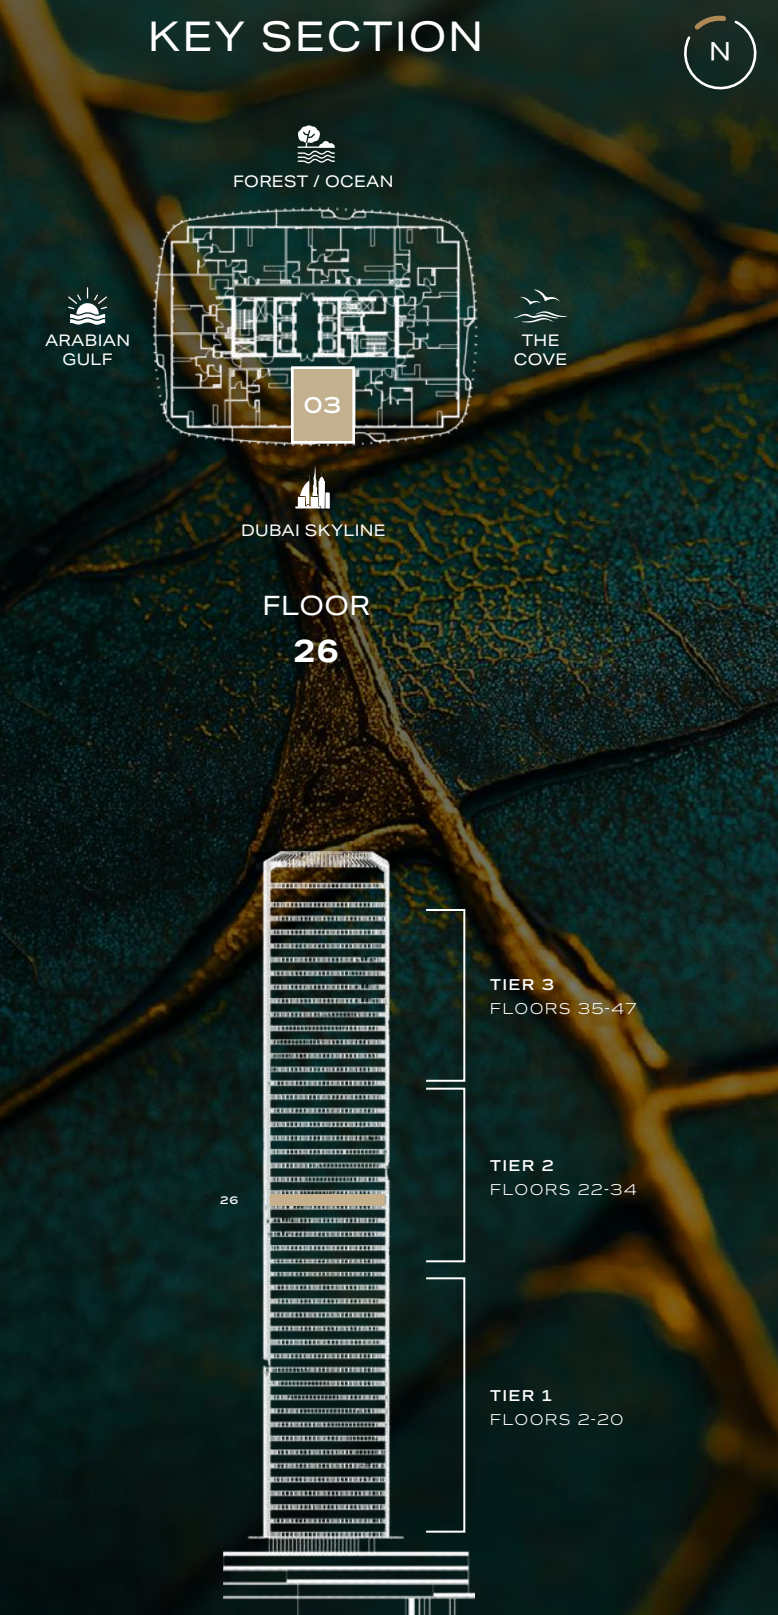 KEY SECTION
N
FOREST / OCEAN
ARABIAN
GULF
THE
COVE
03
DUBAI SKYLINE
FLOOR
26
TIER 3
FLOORS 35-47
TIER 2
FLOORS 22-34
26
TIER 1
FLOORS 2-20